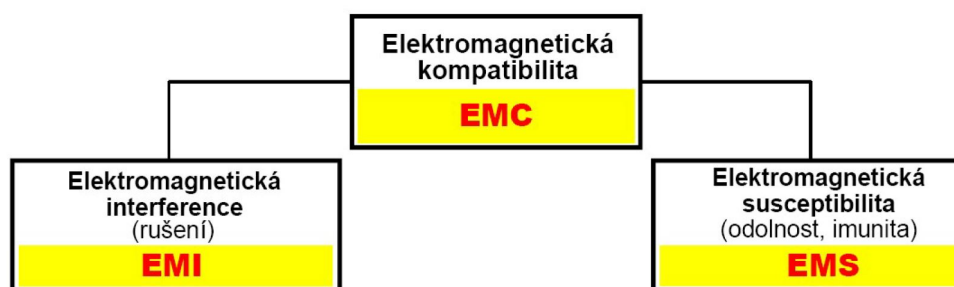 Elektromagnetická
kompatibilita
EMC
Elektromagnetická
interference
(rušení)
EMI
Elektromagnetická
susceptibilita
(odolnost, imunita)
EMS